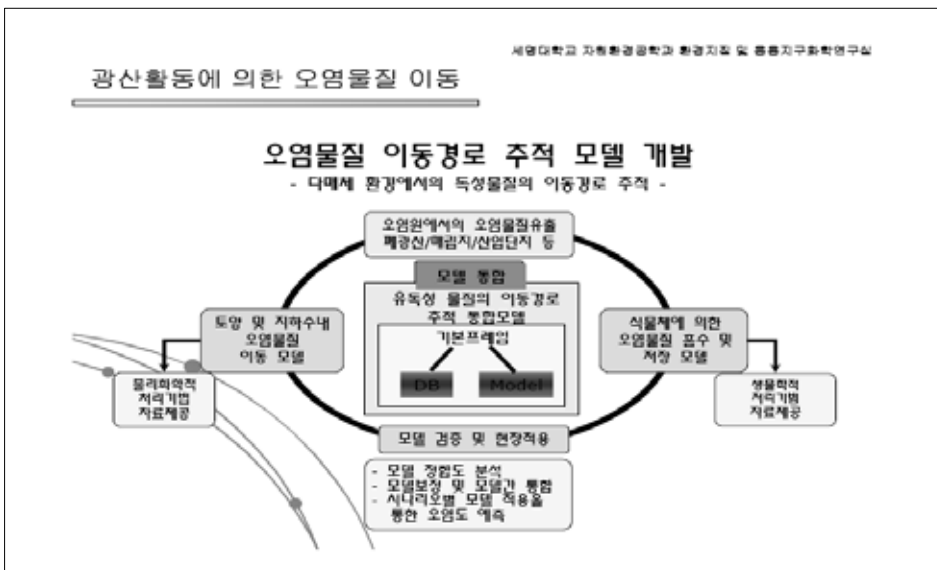 세명대학교 자원환경공학과 환경지질 및 응용지구화학연구실
광산활동에 의한 오염물질 이동
오염물질 이동경로 추적 모델 개발
- 다매체 환경에서의 독성물질의 이동경로 추적 -
오염원에서의 오염물질유출
폐광산/매립지/산업단지 등
모델 통합
유독성 물질의 이동경로
추적 통합모델
기본프레임
DB
Model
토양 및 지하수내
오염물질
이동 모델
물리화학적
처리기법
자료제공
식물체에 의한
오염물질 흡수 및
저장 모델
생물학적
처리기법
자료제공
모델 검증 및 현장적용
- 모델 정합도 분석
- 모델보정 및 모델간 통합
- 시나리오별 모델 적용을
통한 오염도 예측